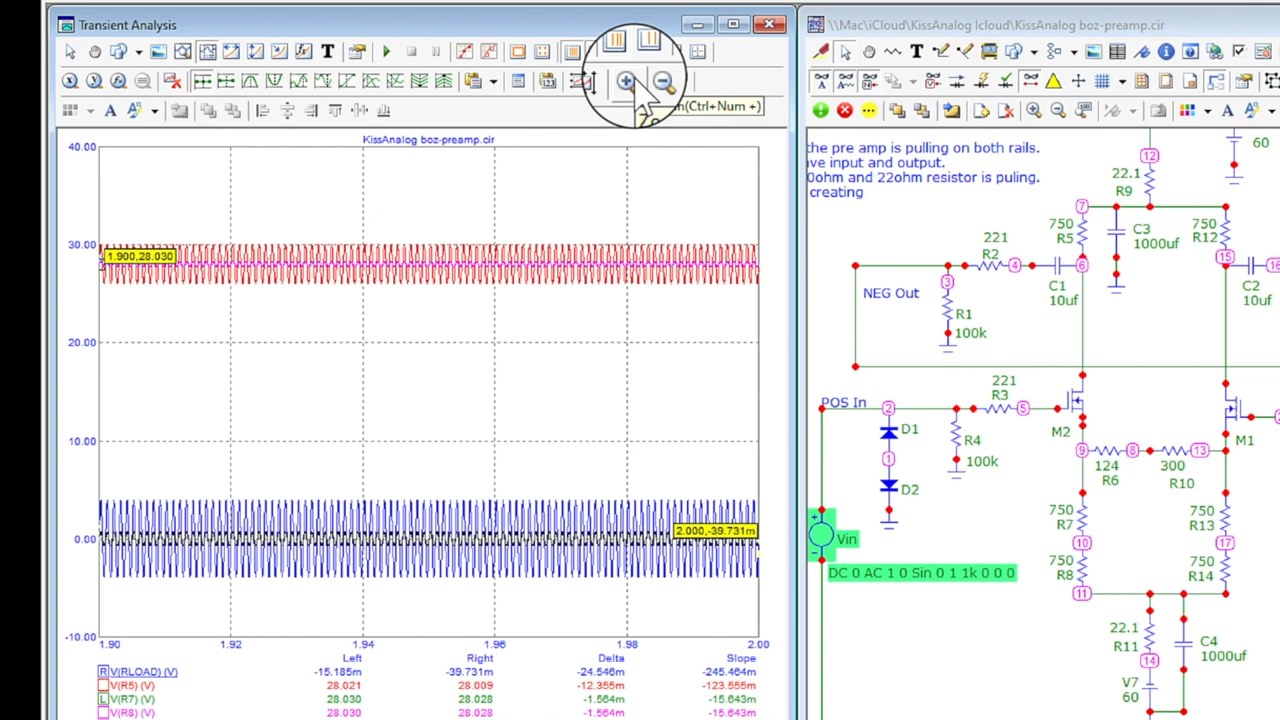 Transient Analysis
\\Mac\iCloud\KissAnalog Icloud\KissAnalog boz-preamp.cir
n(Ctrl+Num +)
KissAnalog boz-preamp.cir
40.00
30.00
20.00
10.00
0.00
-10.00
1.90
1.92
1.94
1.96
1.98
2.00
1.900,28.030
2.000,-39.731m
Left Right Delta Slope
R V(RLOAD) (V) -15.185m -39.731m -24.546m -245.464m
V(R5) (V) 28.021 28.009 -12.355m -123.555m
L V(R7) (V) 28.030 28.028 -1.564m -15.643m
V(R8) (V) 28.030 28.028 -1.564m -15.643m
the pre amp is pulling on both rails.
ve input and output.
0ohm and 22ohm resistor is puling.
creating
12
60
22.1
R9
7
750
R5
C3
1000uf
750
R12
221
R2
4
6
15
16
C1
10uf
C2
10uf
NEG Out
3
R1
100k
221
R3
POS In
2
5
D1
R4
100k
1
D2
M2
M1
9
8
13
124
R6
300
R10
750
R7
750
R13
10
17
Vin
750
R8
750
R14
DC 0 AC 1 0 Sin 0 1 1k 0 0 0
11
22.1
R11
C4
1000uf
14
V7
60